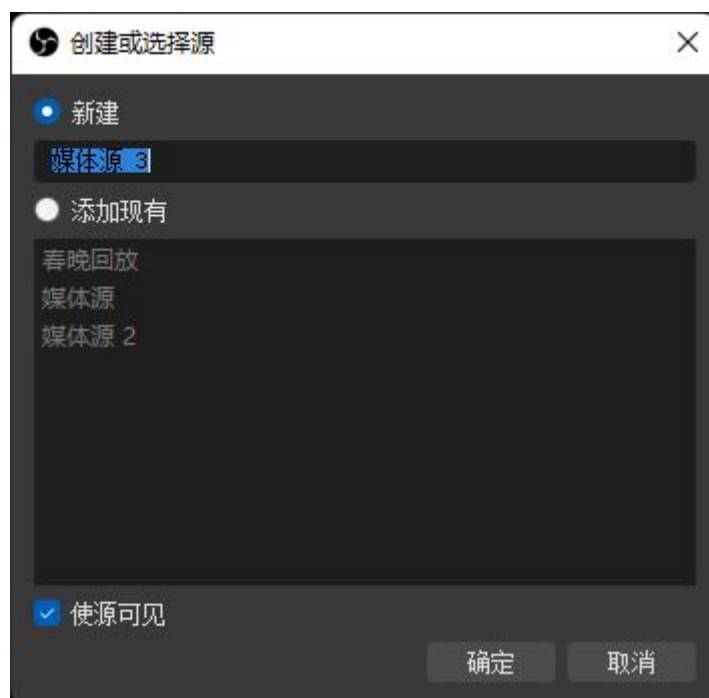 创建或选择源
新建
媒体源 3
添加现有
春晚回放
媒体源
媒体源 2
使源可见
确定 取消